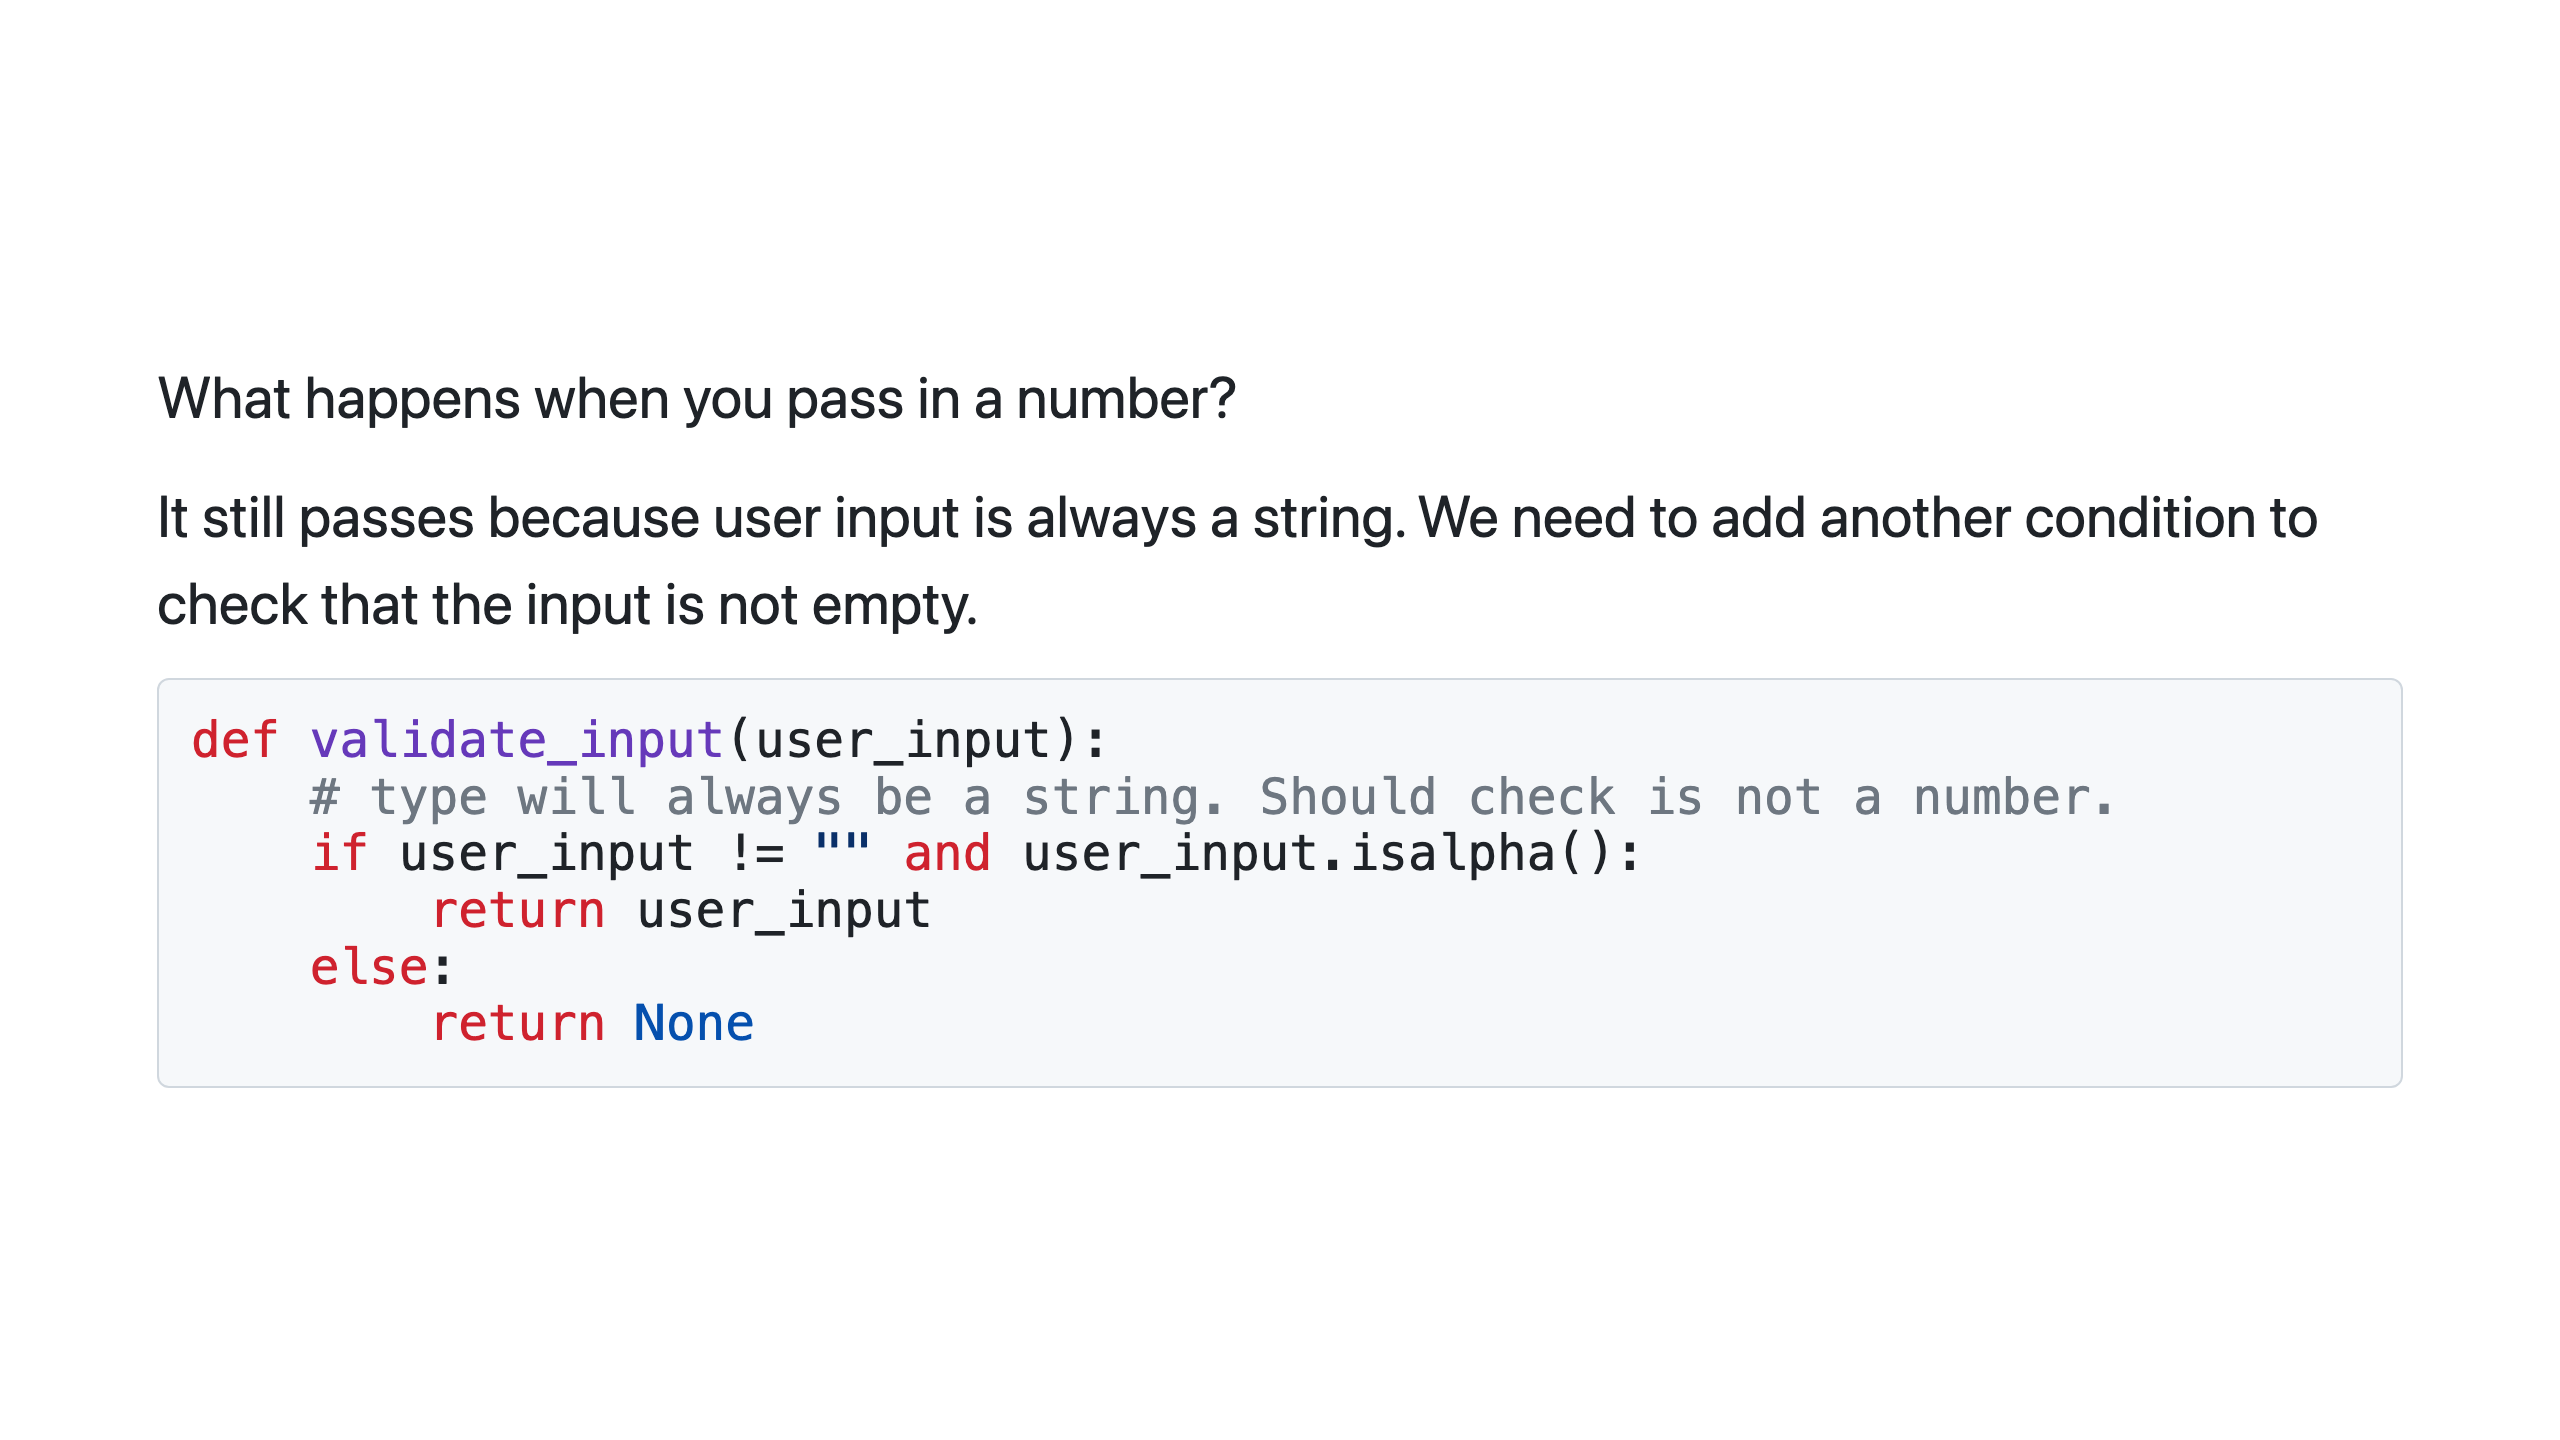 What happens when you pass in a number?
It still passes because user input is always a string. We need to add another condition to
check that the input is not empty.
def validate_input(user_input):
    # type will always be a string. Should check is not a number.
    if user_input != "" and user_input.isalpha():
        return user_input
    else:
        return None